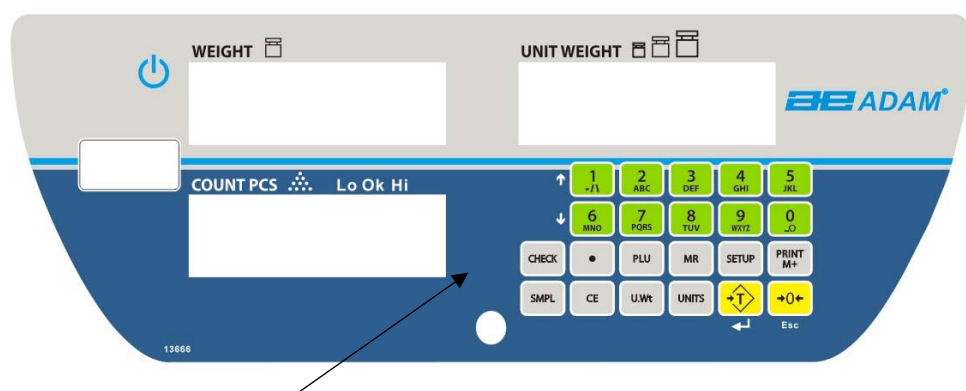 WEIGHT
UNIT WEIGHT
ae ADAM®
COUNT PCS Lo Ok Hi
1 2 3 4 5
-/\ ABC DEF GHI JKL
6 7 8 9 0
MNO PQRS TUV WXYZ _Ω
CHECK • PLU MR SETUP PRINT M+
SMPL CE U.Wt UNITS →T →0←
Esc
13666